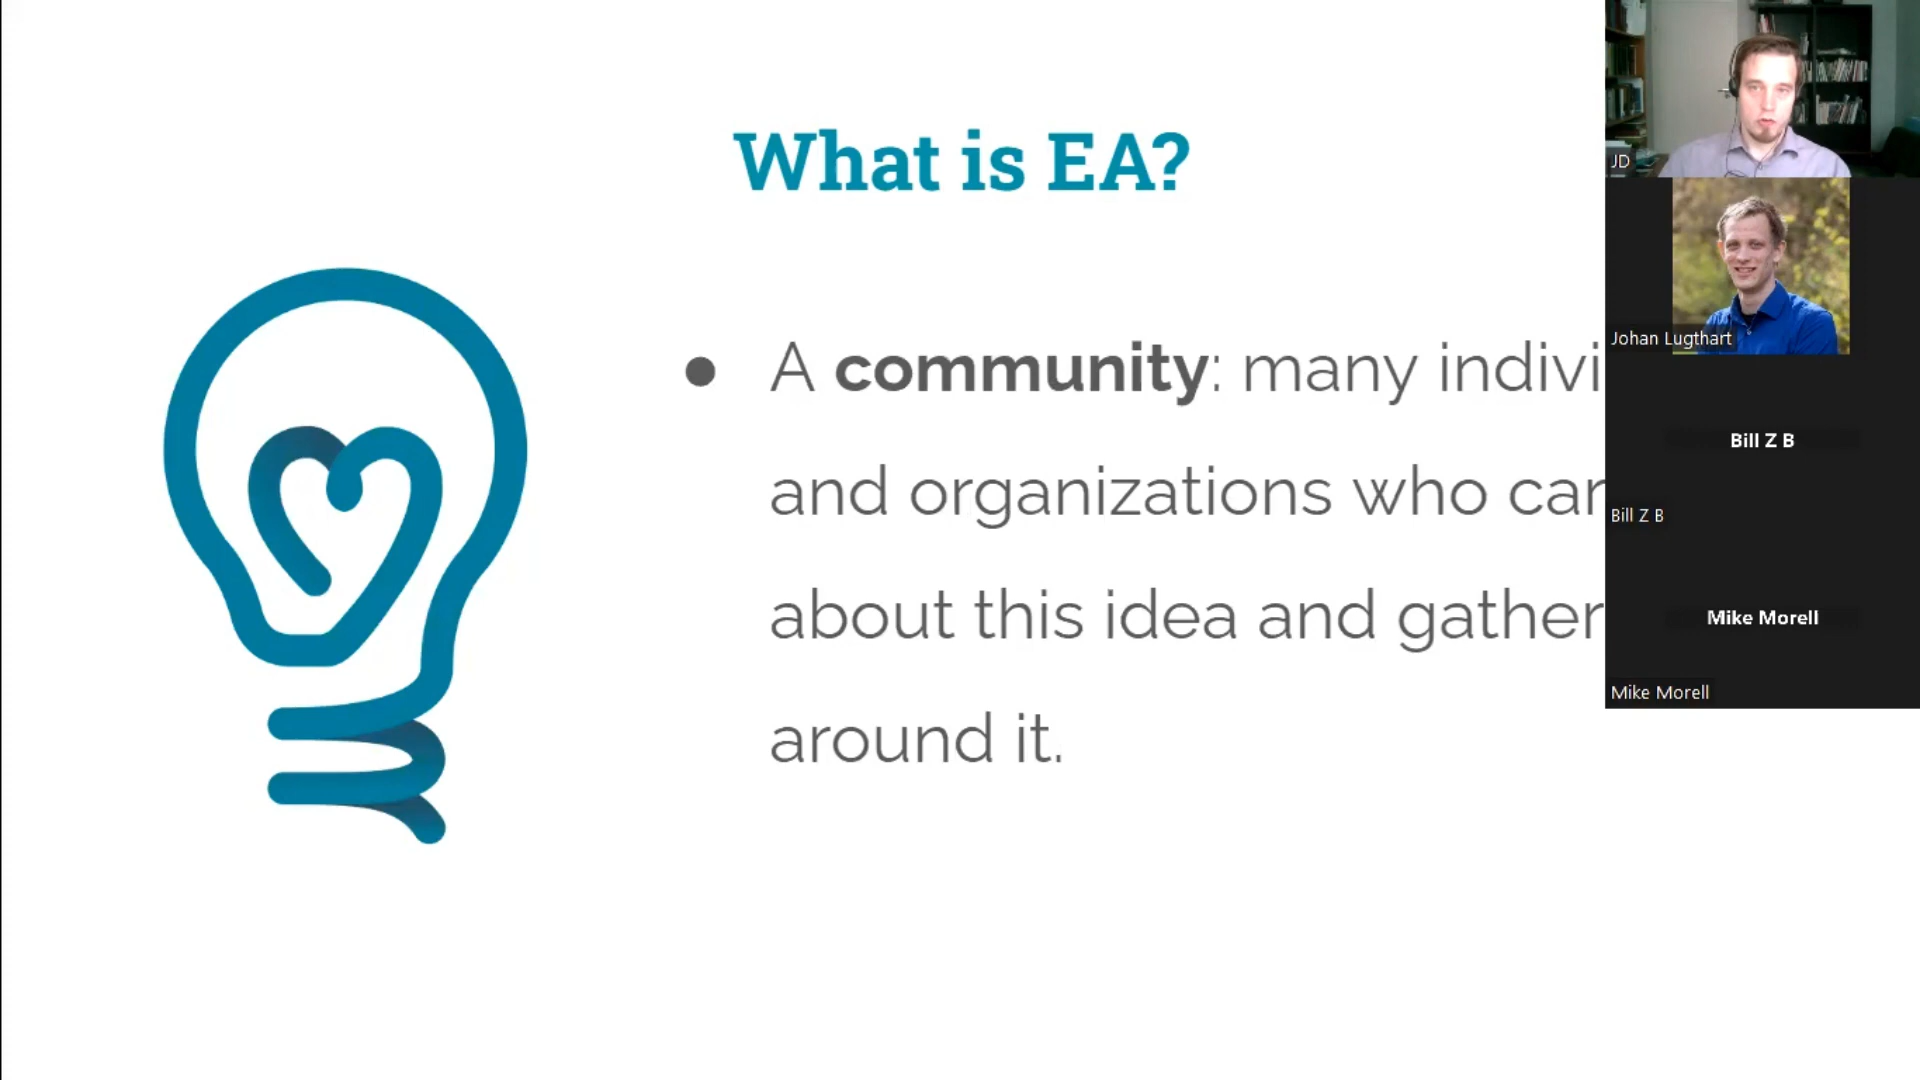 What is EA?
● A community: many indivi
and organizations who car
about this idea and gather
around it.
JD
Johan Lugthart
Bill Z B
Bill Z B
Mike Morell
Mike Morell